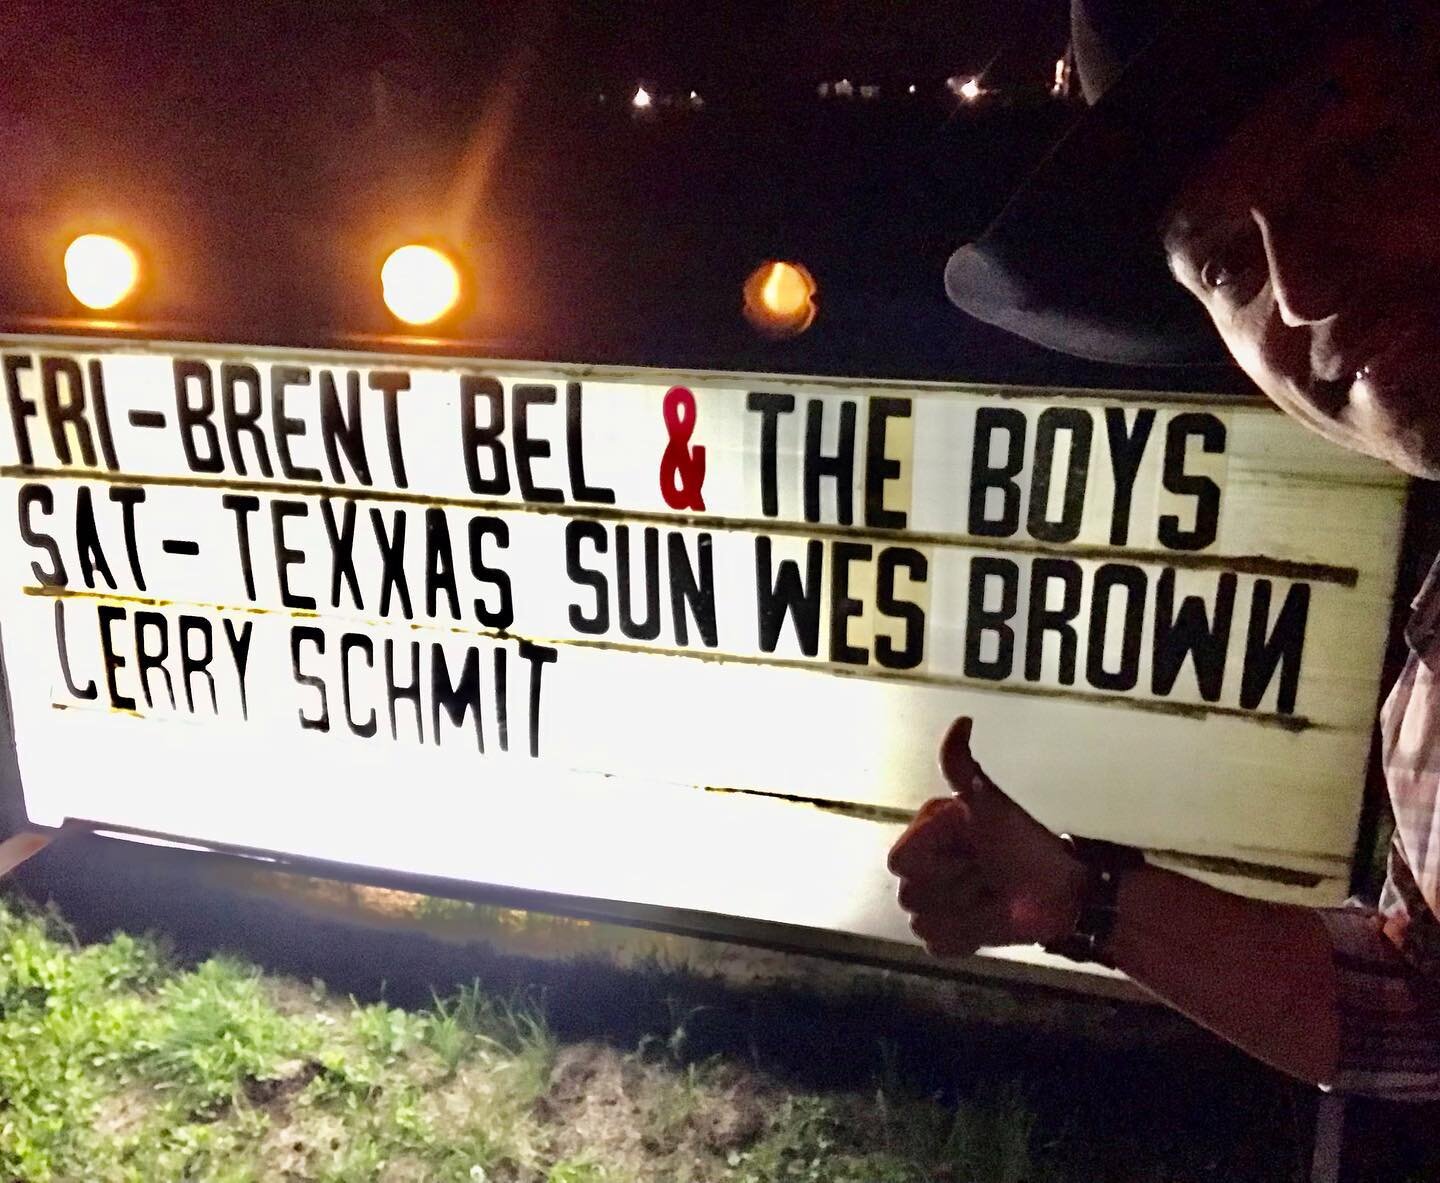 FRI-BRENT BEL & THE BOYS
SAT-TEXXAS SUN WES BROWN
LERRY SCHMIT